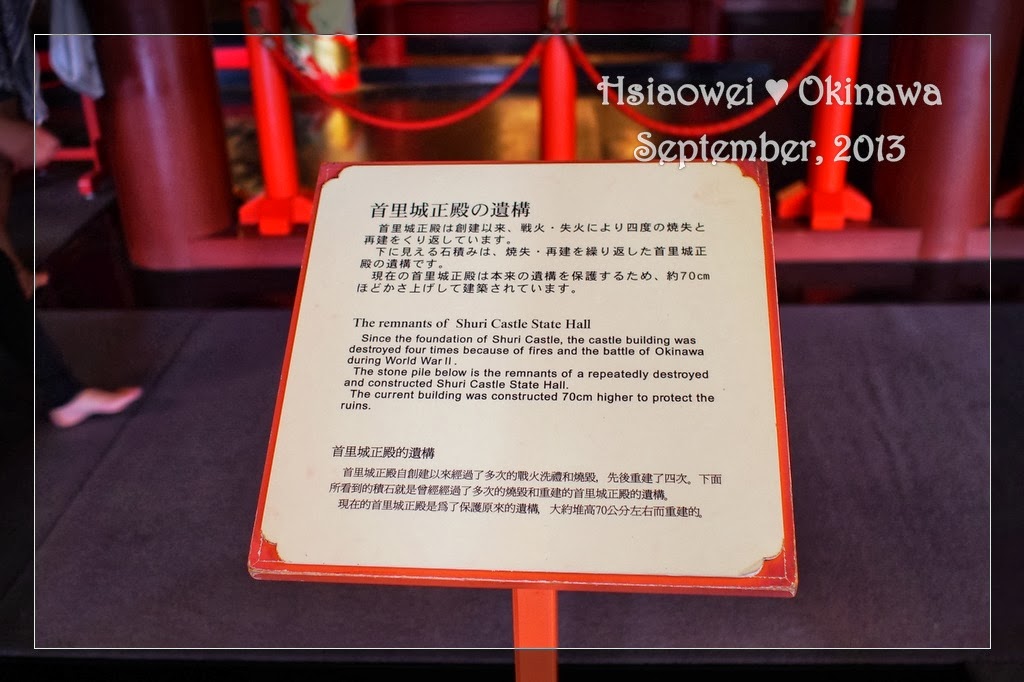 Hsiaowei ♥ Okinawa
September, 2013
首里城正殿の遺構
首里城正殿は創建以来、戦火・失火により四度の焼失と
再建をくり返しています。
下に見える石積みは、焼失・再建を繰り返した首里城正
殿の遺構です。
現在の首里城正殿は本来の遺構を保護するため、約70cm
ほどかさ上げして建築されています。
The remnants of Shuri Castle State Hall
Since the foundation of Shuri Castle, the castle building was
destroyed four times because of fires and the battle of Okinawa
during World War II.
The stone pile below is the remnants of a repeatedly destroyed
and constructed Shuri Castle State Hall.
The current building was constructed 70cm higher to protect the
ruins.
首里城正殿的遺構
首里城正殿自創建以來經過了多次的戰火洗禮和燒毀，先後重建了四次。下面
所看到的積石就是曾經經過了多次的燒毀和重建的首里城正殿的遺構。
現在的首里城正殿是爲了保護原來的遺構，大約堆高70公分左右而重建的。